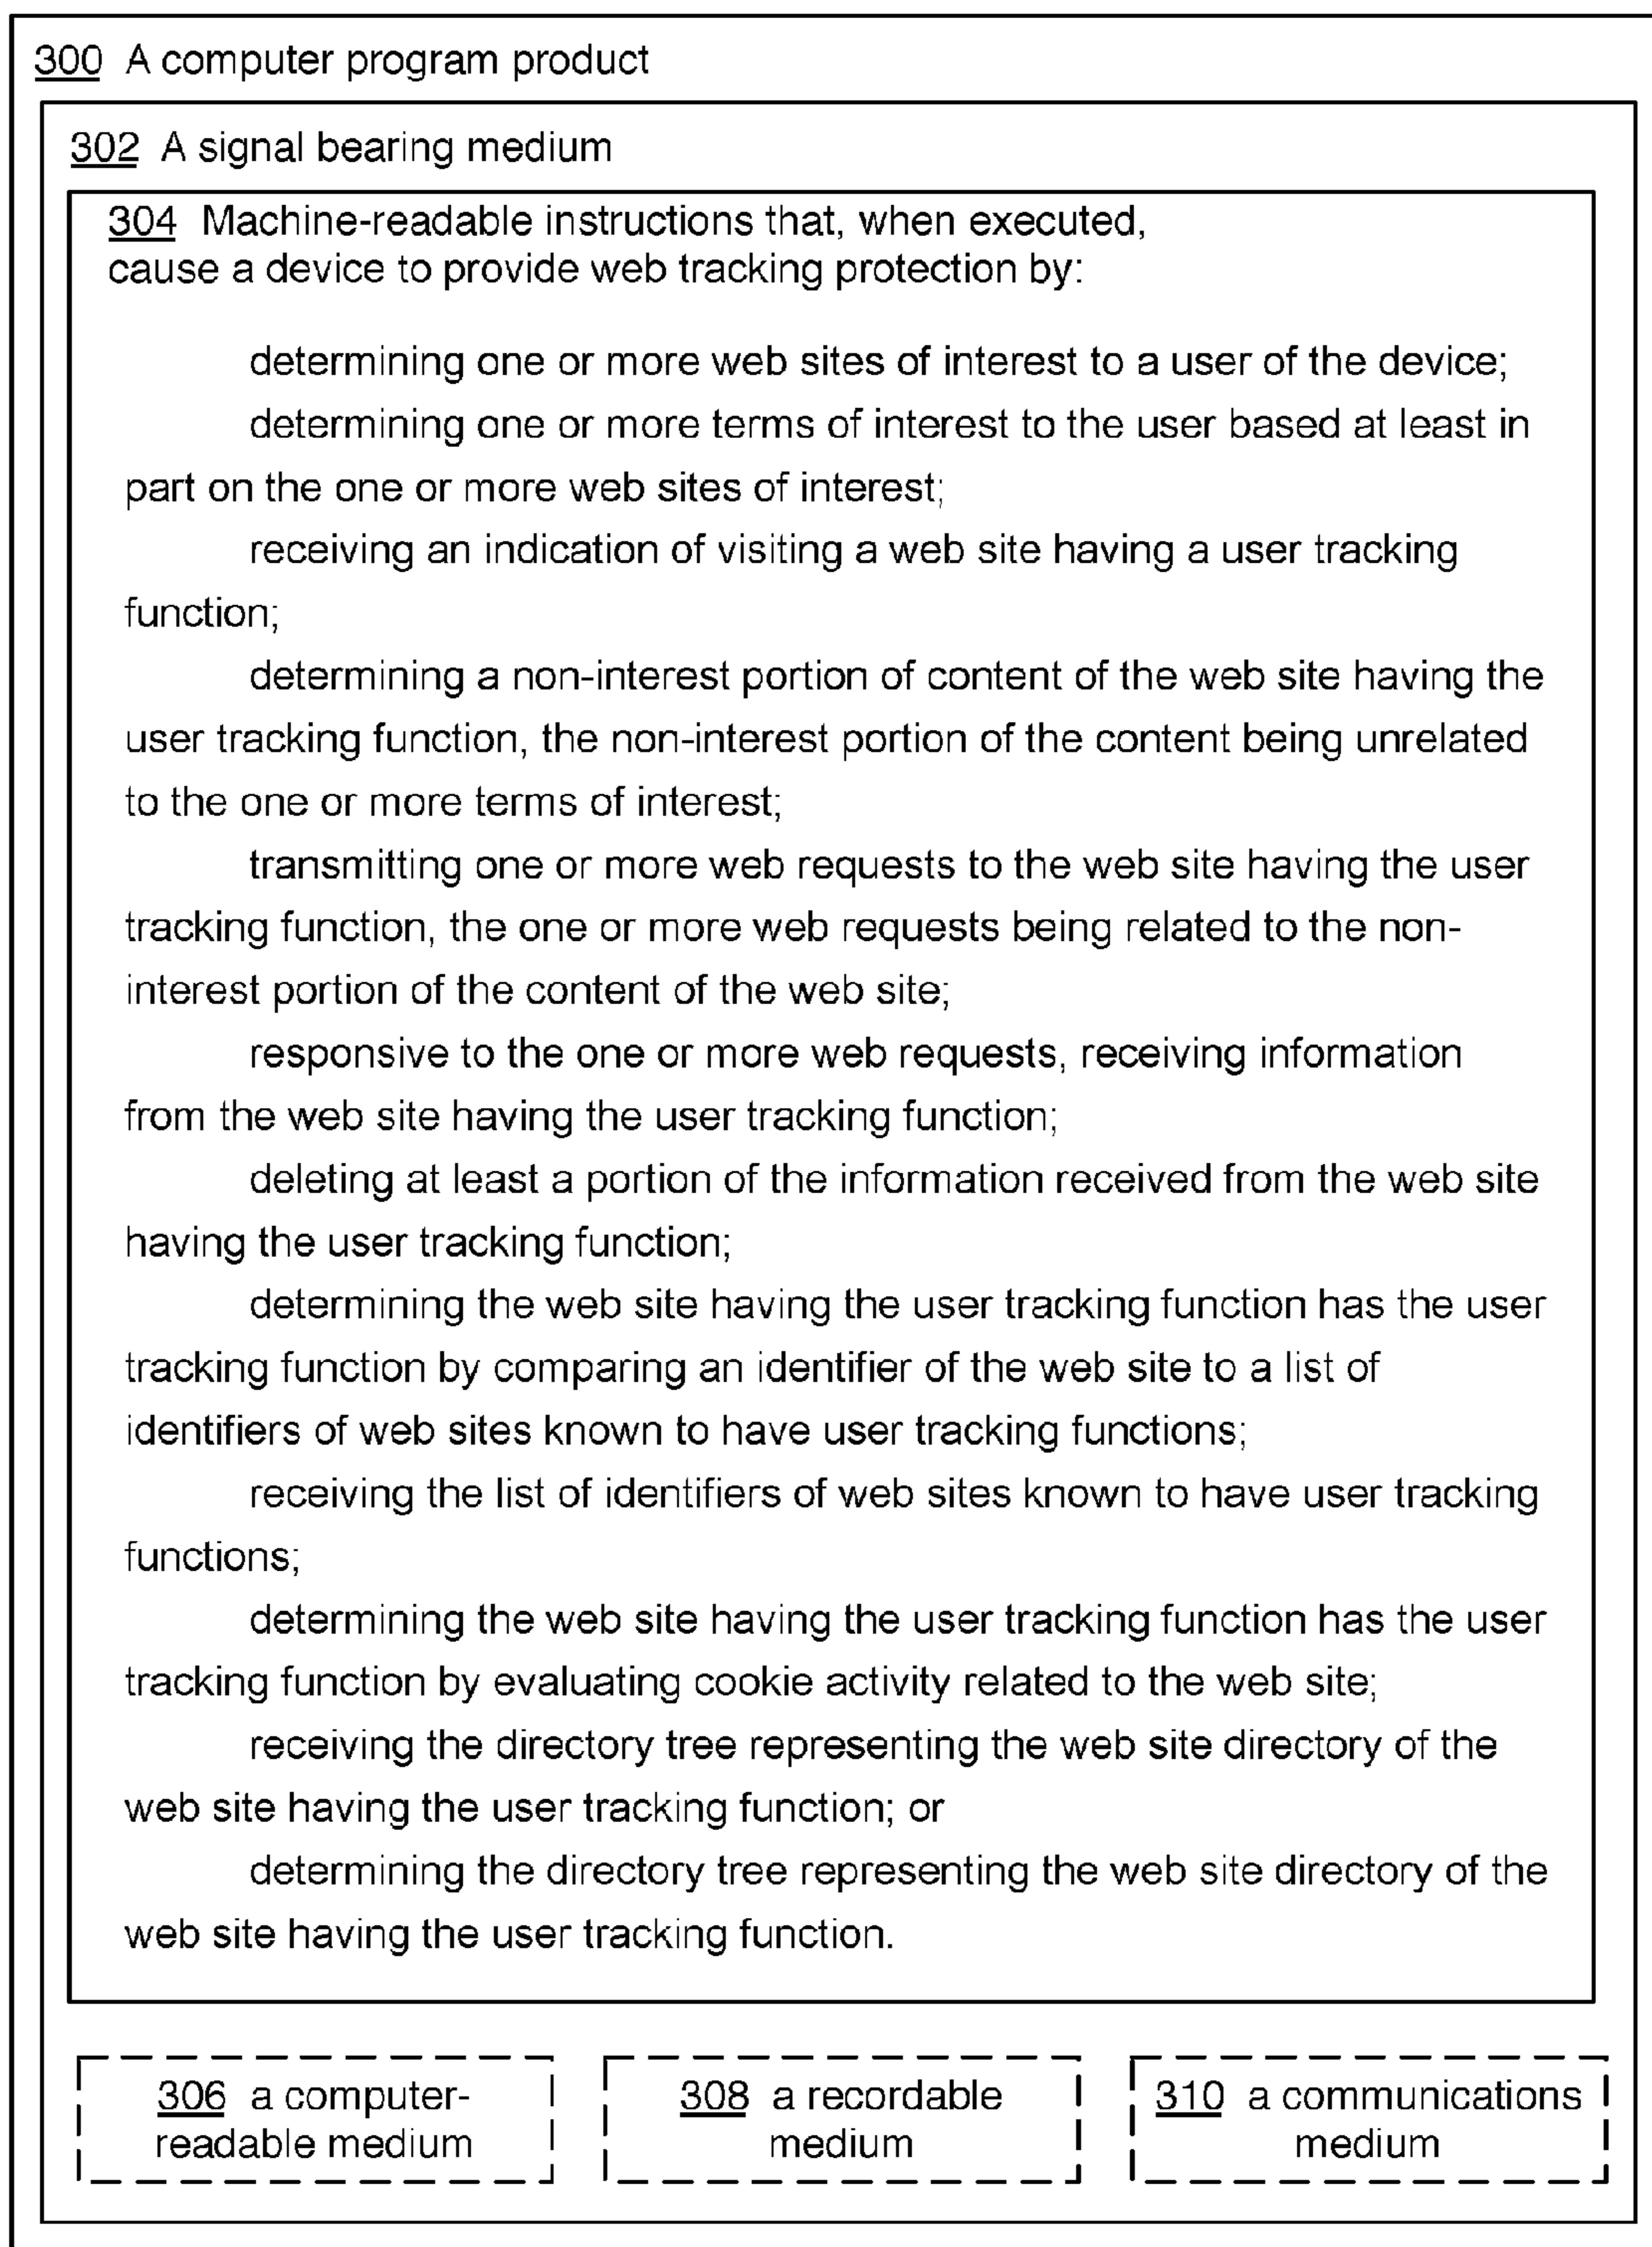 300 A computer program product
302 A signal bearing medium
304 Machine-readable instructions that, when executed,
cause a device to provide web tracking protection by:
determining one or more web sites of interest to a user of the device;
determining one or more terms of interest to the user based at least in
part on the one or more web sites of interest;
receiving an indication of visiting a web site having a user tracking
function;
determining a non-interest portion of content of the web site having the
user tracking function, the non-interest portion of the content being unrelated
to the one or more terms of interest;
transmitting one or more web requests to the web site having the user
tracking function, the one or more web requests being related to the non-
interest portion of the content of the web site;
responsive to the one or more web requests, receiving information
from the web site having the user tracking function;
deleting at least a portion of the information received from the web site
having the user tracking function;
determining the web site having the user tracking function has the user
tracking function by comparing an identifier of the web site to a list of
identifiers of web sites known to have user tracking functions;
receiving the list of identifiers of web sites known to have user tracking
functions;
determining the web site having the user tracking function has the user
tracking function by evaluating cookie activity related to the web site;
receiving the directory tree representing the web site directory of the
web site having the user tracking function; or
determining the directory tree representing the web site directory of the
web site having the user tracking function.
306 a computer-
readable medium
308 a recordable
medium
310 a communications
medium